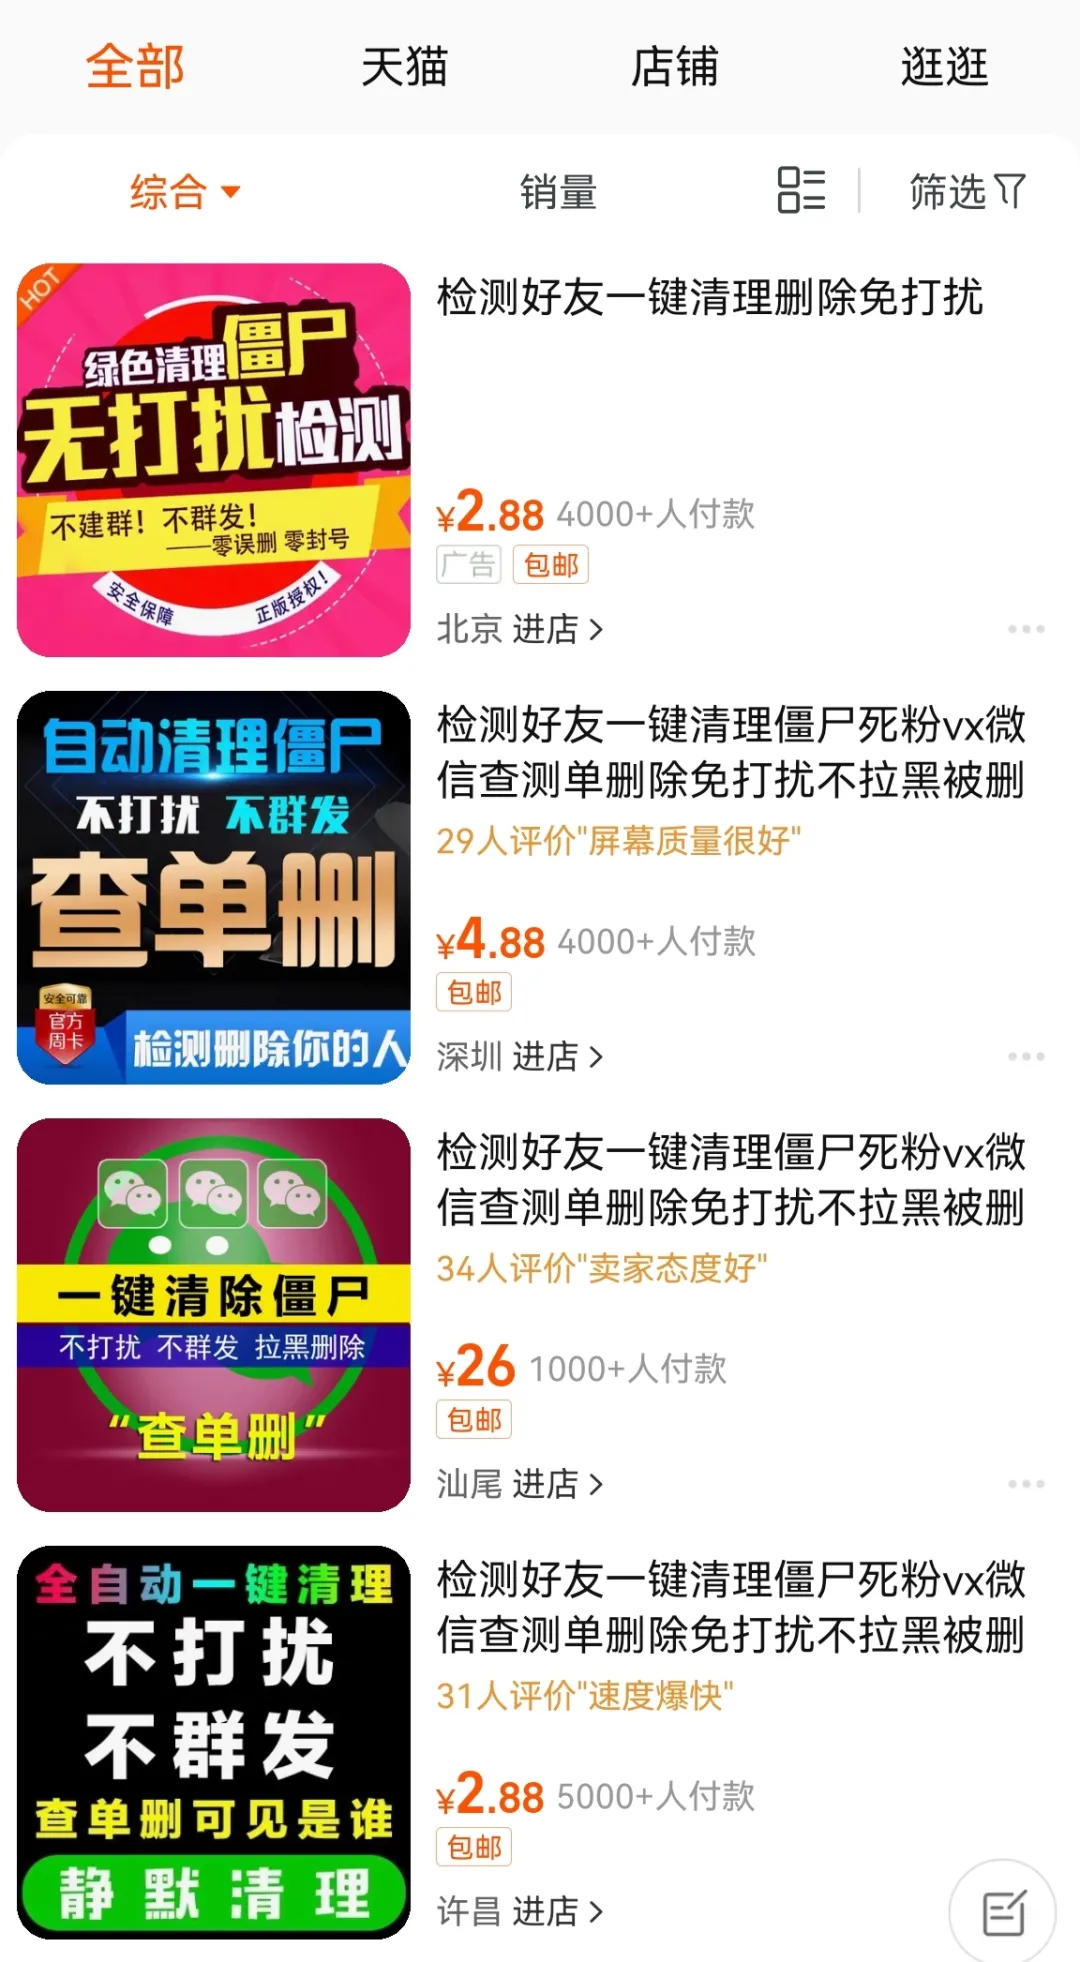 全部
天猫
店铺
逛逛
综合
销量
筛选
HOT
绿色清理僵尸
无打扰检测
不建群！不群发！
——零误删 零封号
安全保障
正版授权！
检测好友一键清理删除免打扰
¥2.88 4000+人付款
广告 包邮
北京 进店
自动清理僵尸
不打扰 不群发
查单删
安全可靠
官方
周卡
检测删除你的人
检测好友一键清理僵尸死粉vx微
信查测单删除免打扰不拉黑被删
29人评价"屏幕质量很好"
¥4.88 4000+人付款
包邮
深圳 进店
一键清除僵尸
不打扰 不群发 拉黑删除
“查单删”
检测好友一键清理僵尸死粉vx微
信查测单删除免打扰不拉黑被删
34人评价"卖家态度好"
¥26 1000+人付款
包邮
汕尾 进店
全自动一键清理
不打扰
不群发
查单删可见是谁
静默清理
检测好友一键清理僵尸死粉vx微
信查测单删除免打扰不拉黑被删
31人评价"速度爆快"
¥2.88 5000+人付款
包邮
许昌 进店